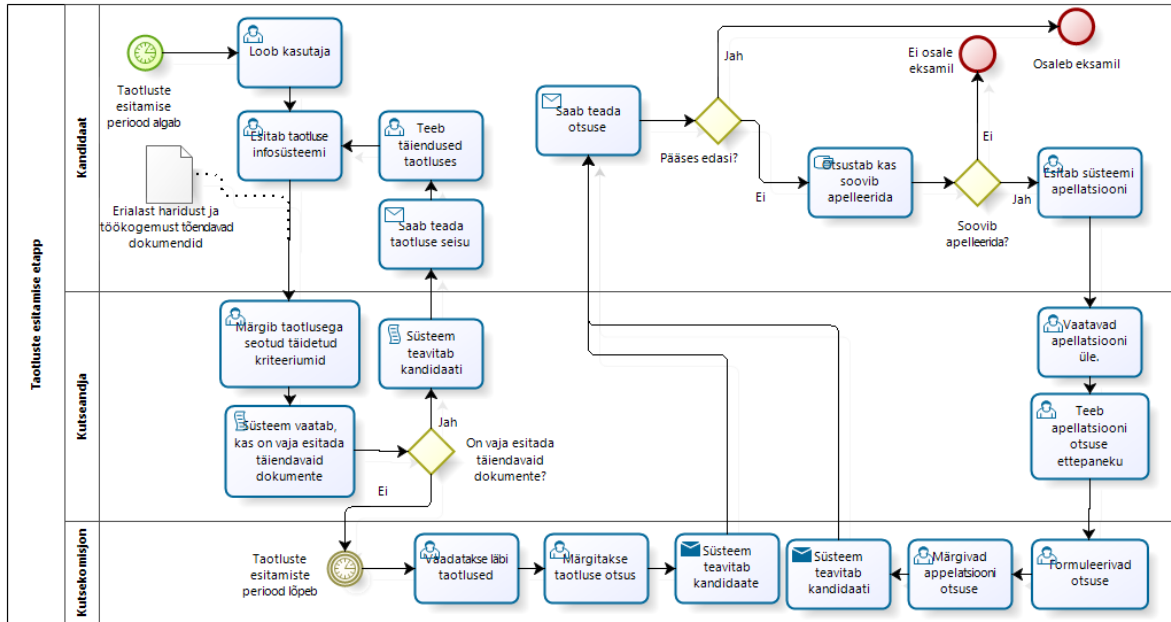 Taotluste esitamise etapp
Kandidaat
Taotluste
esitamise
periood algab
Loob kasutaja
Esitab taotluse
infosüsteemi
Erialast haridust ja
töökogemust tõendavad
dokumendid
Teeb
täiendused
taotluses
Saab teada
taotluse seisu
Saab teada
otsuse
Pääses edasi?
Jah
Ei
Otsustab kas
soovib
apelleerida
Soovib
apelleerida?
Ei
Jah
Ei osale
eksamil
Osaleb eksamil
Esitab süsteemi
apellatsiooni
Kutseandja
Märgib taotlusega
seotud täidetud
kriteeriumid
Süsteem vaatab,
kas on vaja esitada
täiendavaid
dokumente
Süsteem
teavitab
kandidaati
Jah
On vaja esitada
täiendavaid
dokumente?
Ei
Vaatavad
apellatsiooni
üle.
Teeb
apellatsiooni
otsuse
ettepaneku
Kutsekomisjon
Taotluste
esitamiste
periood lõpeb
Vaadatakse läbi
taotlused
Märgitakse
taotluse otsus
Süsteem
teavitab
kandidaate
Süsteem
teavitab
kandidaati
Märgivad
appelatsiooni
otsuse
Formuleerivad
otsuse